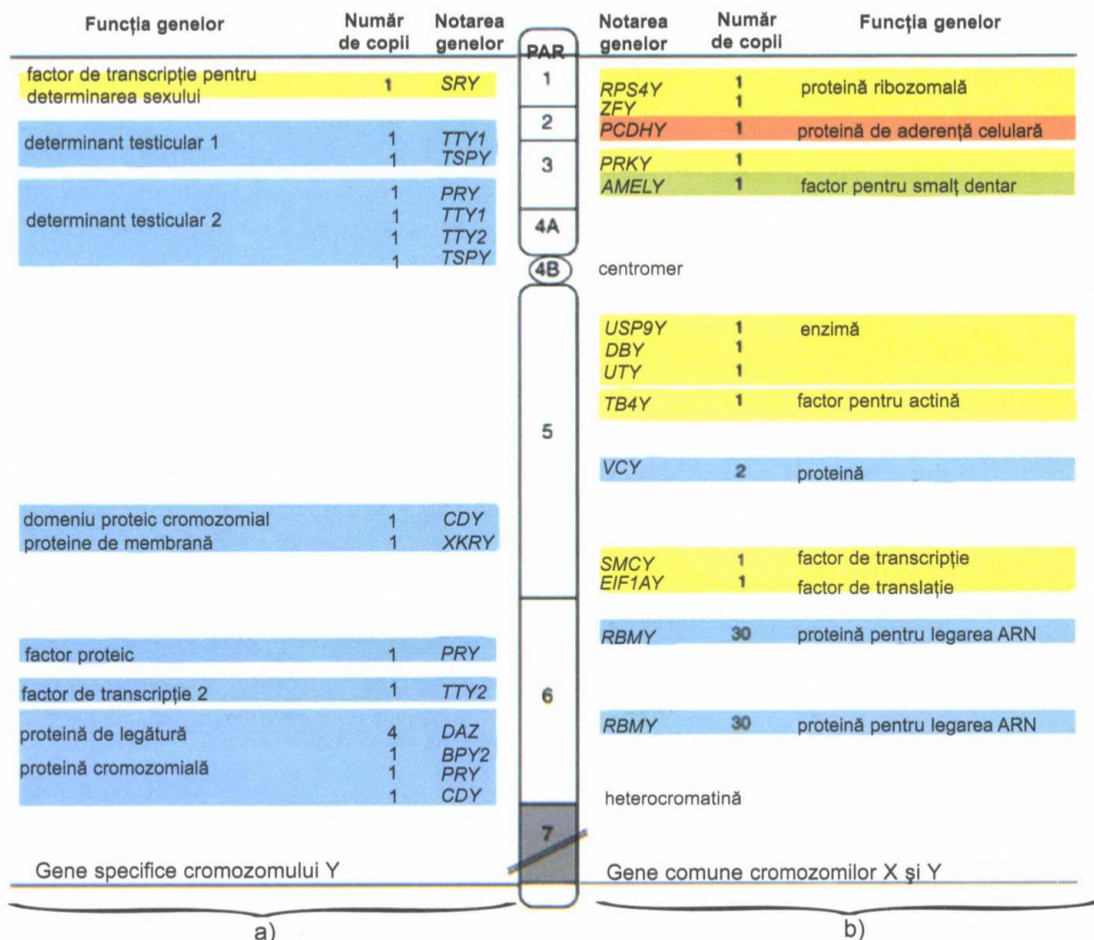 Funcția genelor Număr de copii Notarea genelor
factor de transcripție pentru determinarea sexului 1 SRY
determinant testicular 1 1 TTY1
1 TSPY
1 PRY
determinant testicular 2 1 TTY1
1 TTY2
1 TSPY
domeniu proteic cromozomial 1 CDY
proteine de membrană 1 XKRY
factor proteic 1 PRY
factor de transcripție 2 1 TTY2
proteină de legătură 4 DAZ
1 BPY2
proteină cromozomială 1 PRY
1 CDY
Gene specifice cromozomului Y
a)
PAR
1
2
3
4A
4B
5
6
7
Notarea genelor Număr de copii Funcția genelor
RPS4Y 1 proteină ribozomală
ZFY 1
PCDHY 1 proteină de aderență celulară
PRKY 1
AMELY 1 factor pentru smalț dentar
centromer
USP9Y 1 enzimă
DBY 1
UTY 1
TB4Y 1 factor pentru actină
VCY 2 proteină
SMCY 1 factor de transcripție
EIF1AY 1 factor de translație
RBMY 30 proteină pentru legarea ARN
RBMY 30 proteină pentru legarea ARN
heterocromatină
Gene comune cromozomilor X și Y
b)